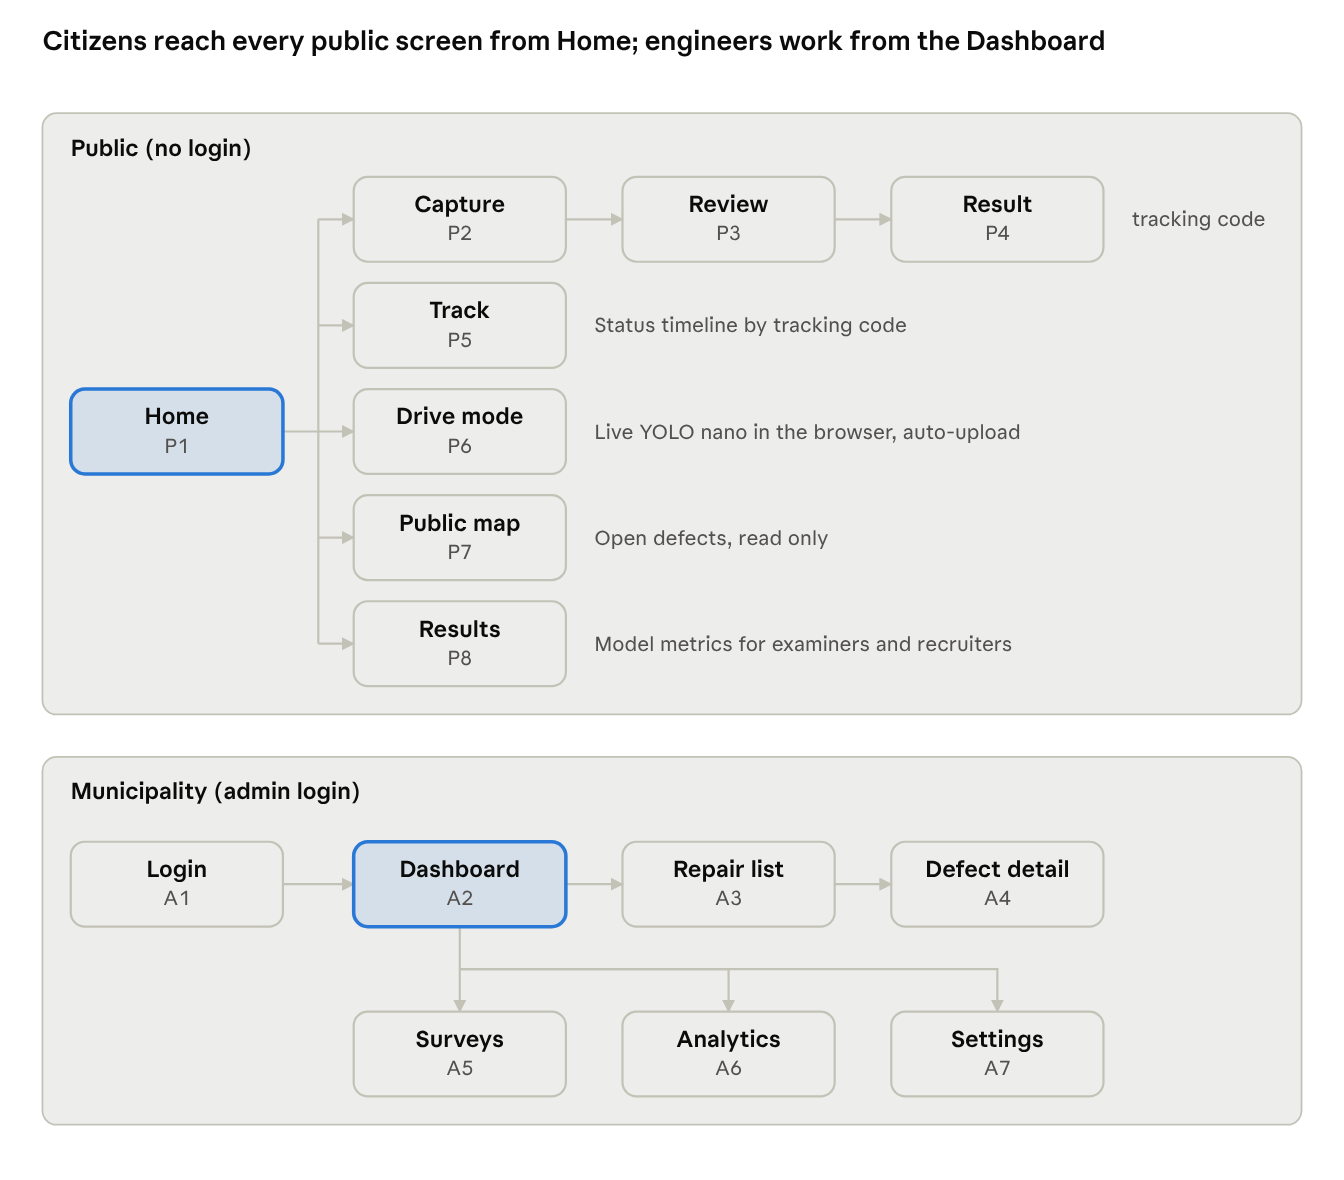 Citizens reach every public screen from Home; engineers work from the Dashboard
Public (no login)
Capture
P2
Review
P3
Result
P4
tracking code
Track
P5
Status timeline by tracking code
Home
P1
Drive mode
P6
Live YOLO nano in the browser, auto-upload
Public map
P7
Open defects, read only
Results
P8
Model metrics for examiners and recruiters
Municipality (admin login)
Login
A1
Dashboard
A2
Repair list
A3
Defect detail
A4
Surveys
A5
Analytics
A6
Settings
A7